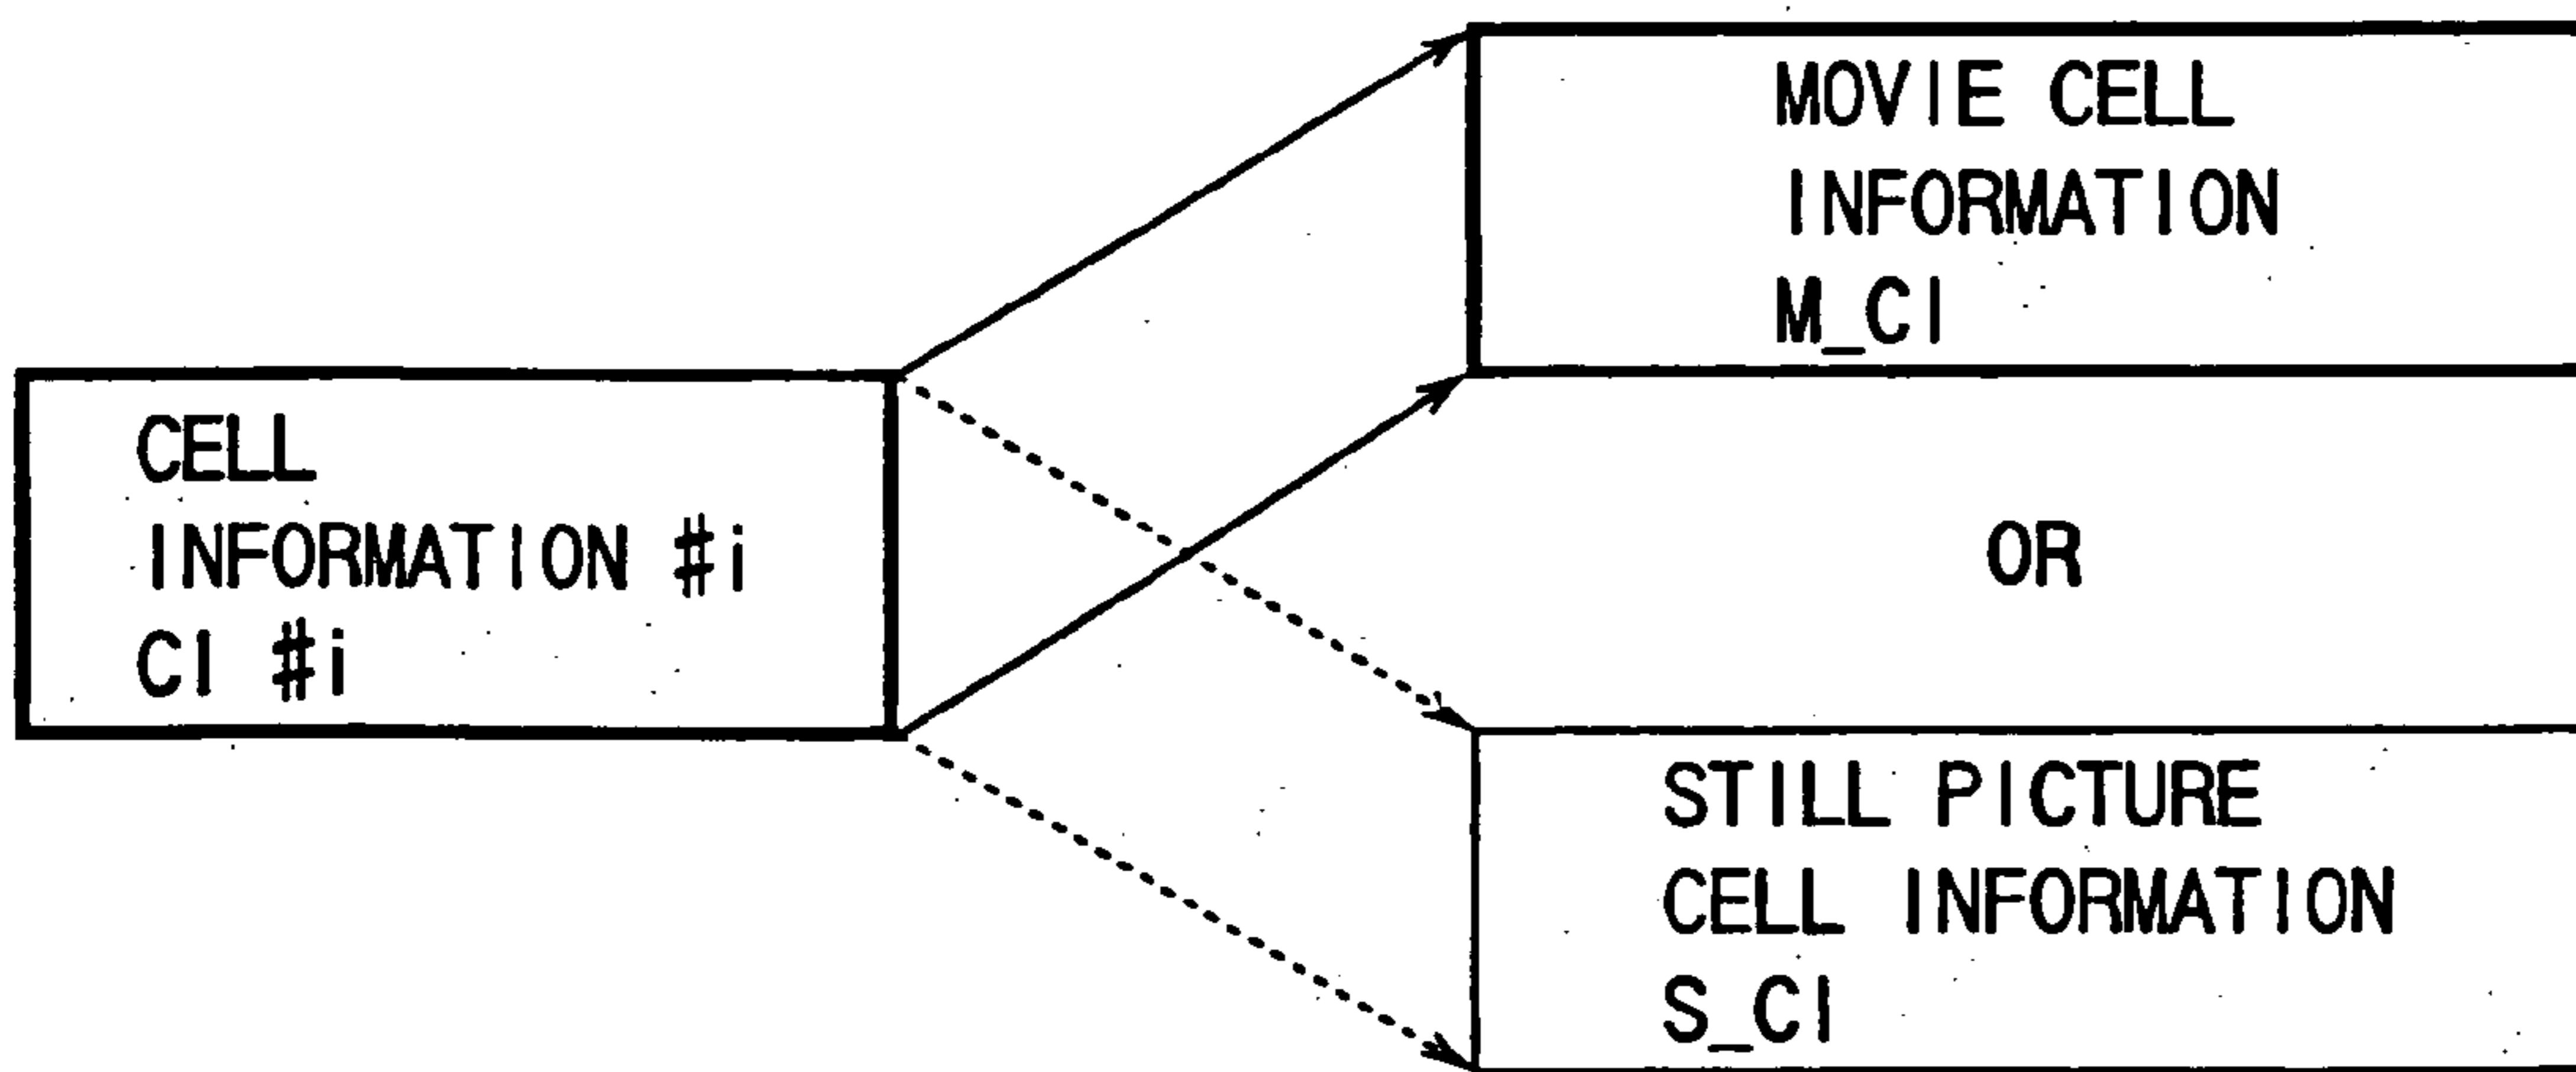 MOVIE CELL
INFORMATION
M_CI
CELL
INFORMATION #i
CI #i
OR
STILL PICTURE
CELL INFORMATION
S_CI